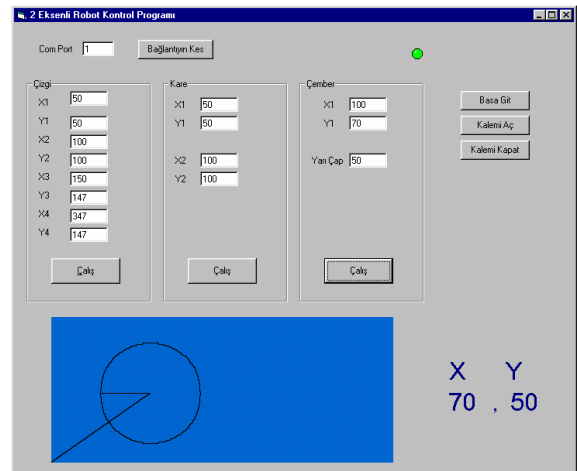 2 Eksenli Robot Kontrol Programı
Com Port 1 Bağlantıyın Kes
Çizgi
X1 50
Y1 50
X2 100
Y2 100
X3 150
Y3 147
X4 347
Y4 147
Çalış
Kare
X1 50
Y1 50
X2 100
Y2 100
Çalış
Çember
X1 100
Y1 70
Yarı Çap 50
Çalış
Basa Git
Kalemi Aç
Kalemi Kapat
X Y
70 , 50